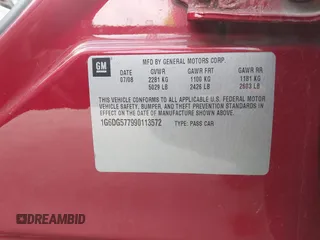 MFD BY GENERAL MOTORS CORP.
GM DATE GVWR GAWR FRT GAWR RR
07/08 2281 KG 1100 KG 1181 KG
5029 LB 2426 LB 2603 LB
THIS VEHICLE CONFORMS TO ALL APPLICABLE U.S. FEDERAL MOTOR
VEHICLE SAFETY, BUMPER, AND THEFT PREVENTION STANDARDS IN
EFFECT ON THE DATE OF MANUFACTURE SHOWN ABOVE.
1G6DG577990113572 TYPE: PASS CAR
DREAMBID